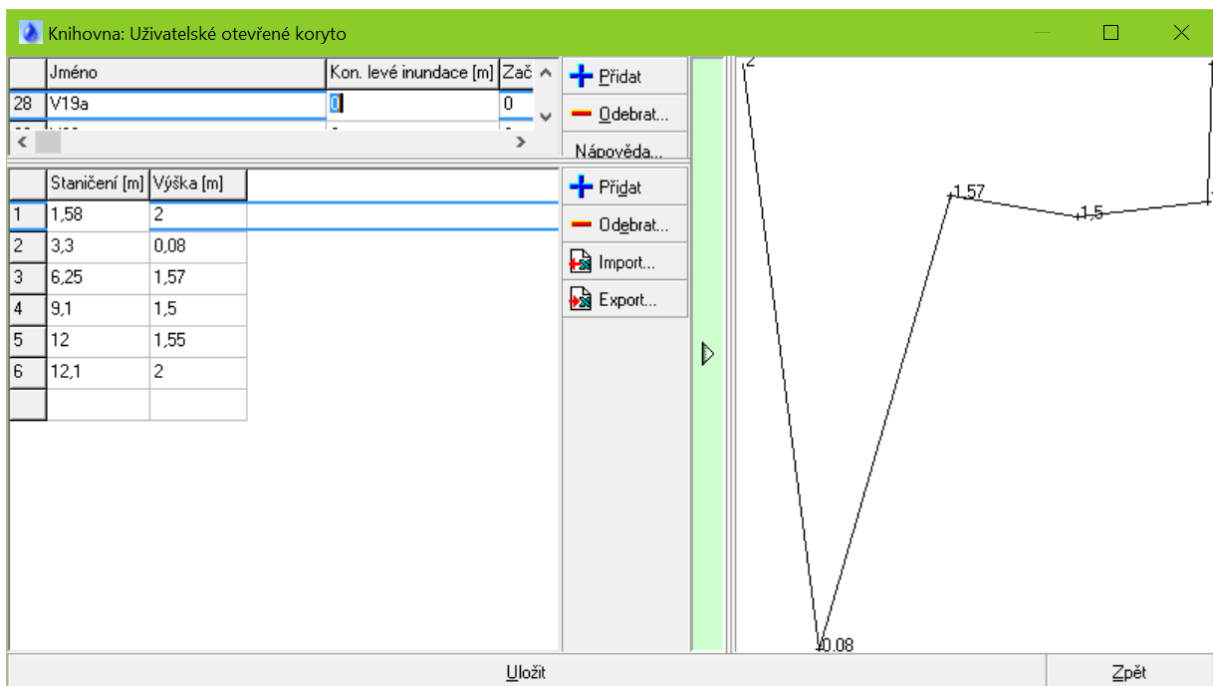 Knihovna: Uživatelské otevřené koryto
Jméno Kon. levé inundace [m] Zač
28 V19a 0 0
Přidat
Odebrat...
Nápověda...
Staničení [m] Výška [m]
1 1,58 2
2 3,3 0,08
3 6,25 1,57
4 9,1 1,5
5 12 1,55
6 12,1 2
Přidat
Odebrat...
Import...
Export...
2
1.57
1.5
0.08
Uložit
Zpět